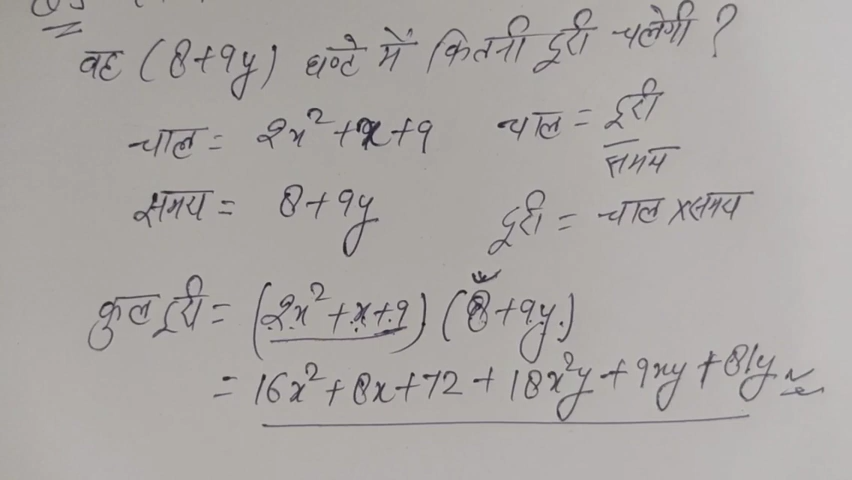 वह (8+9y) घण्टे में कितनी दूरी चलेगी ?
चाल = 2x²+x+9 चाल = दूरी/समय
समय = 8+9y दूरी = चाल ×समय
कुल दूरी = (2x²+x+9) (8+9y)
= 16x²+8x+72+18x²y+9xy+81y